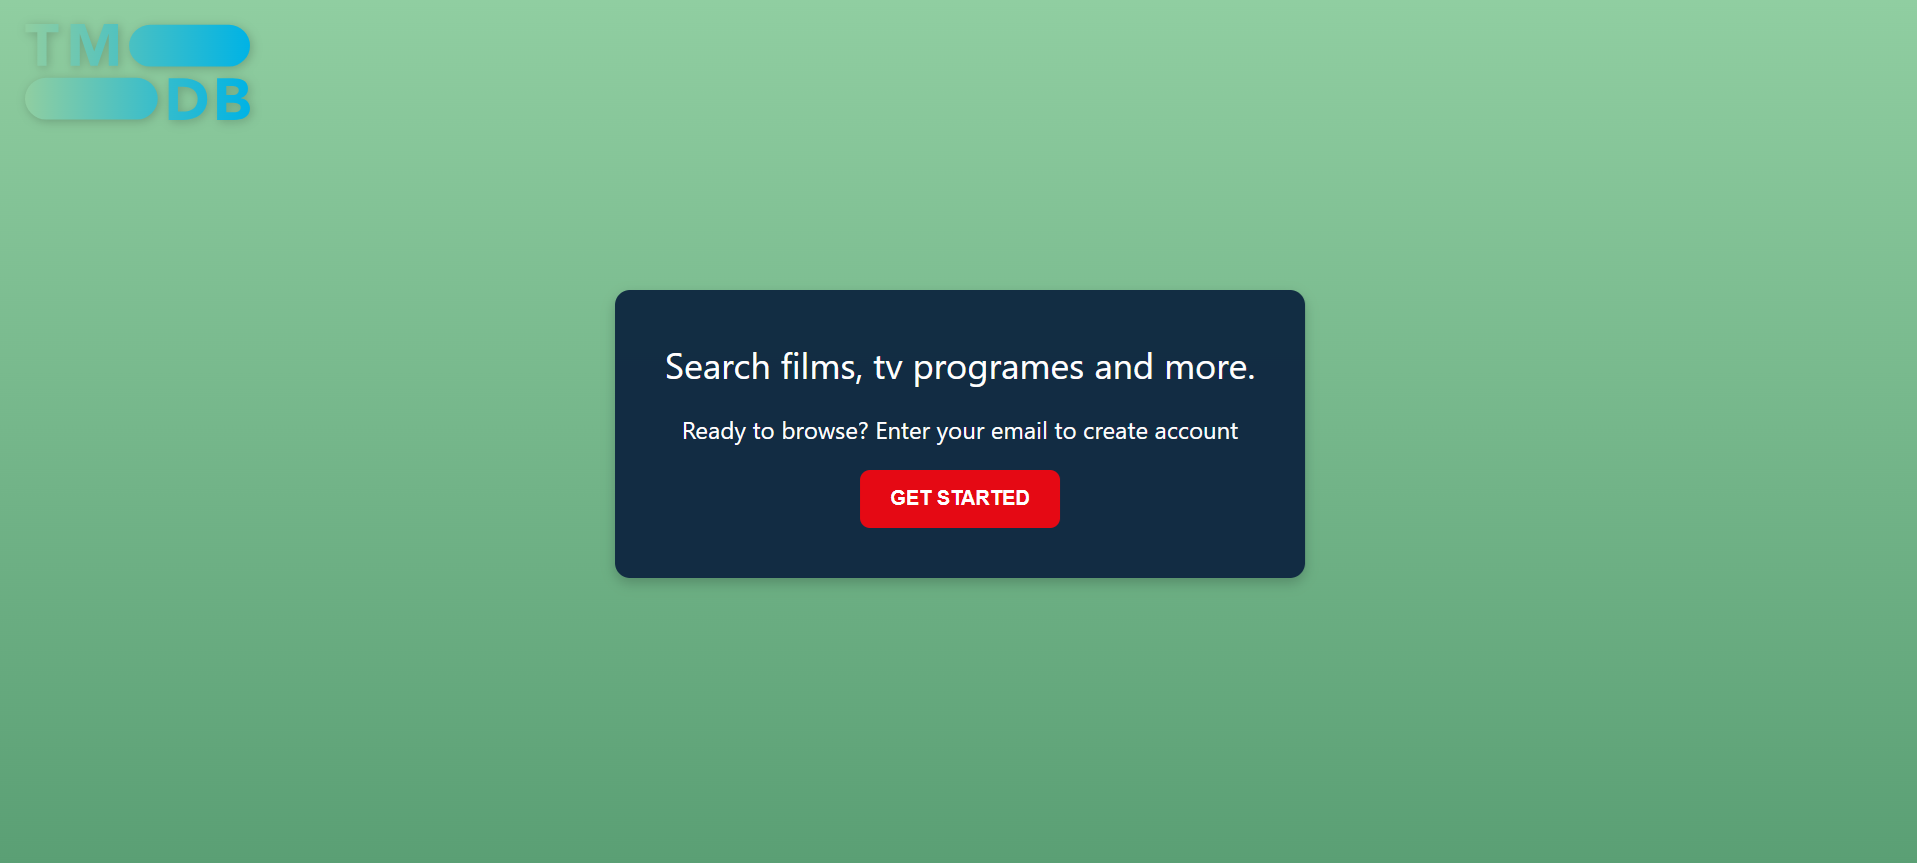 TM
DB
Search films, tv programes and more.
Ready to browse? Enter your email to create account
GET STARTED